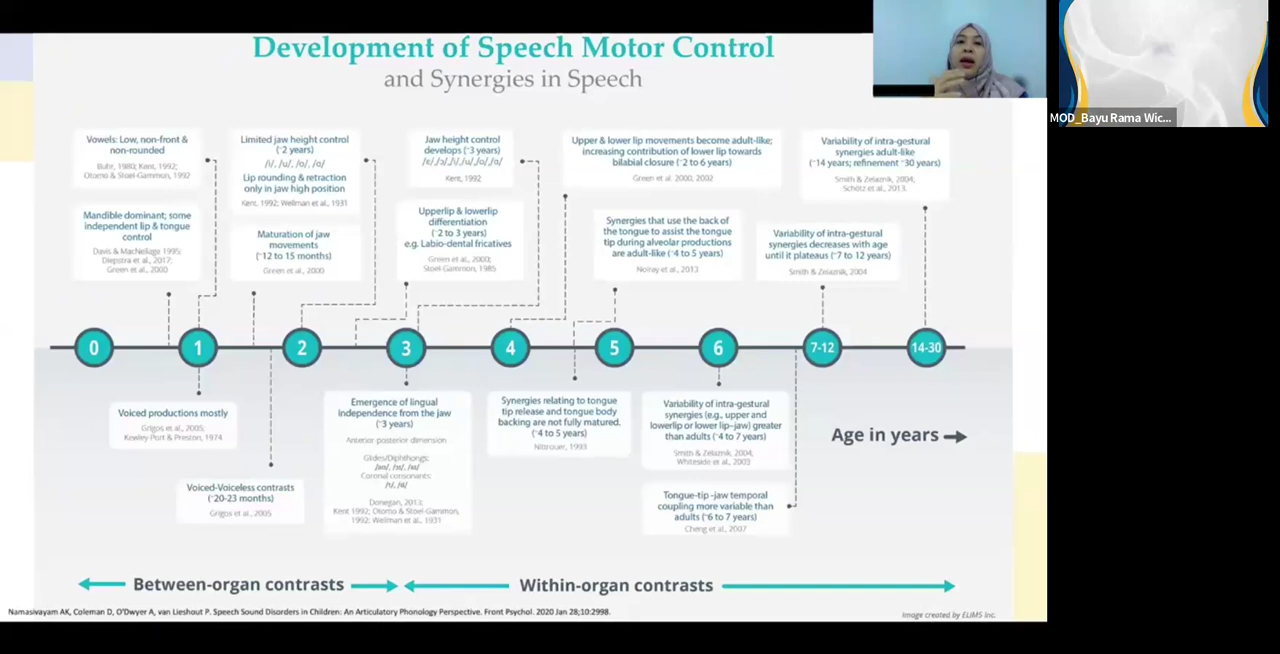 Development of Speech Motor Control
and Synergies in Speech
MOD_Bayu Rama Wic...
Vowels: Low, non-front &
non-rounded
Buhr, 1980; Kent, 1992;
Otomo & Stoel-Gammon, 1992
Mandible dominant; some
independent lip & tongue
control
Davis & MacNeilage 1995;
Diepstra et al., 2017;
Green et al., 2000
Limited jaw height control
(~2 years)
/i/, /u/, /o/, /ɑ/
Lip rounding & retraction
only in jaw high position
Kent, 1992; Wellman et al., 1931
Maturation of jaw
movements
(~12 to 15 months)
Green et al., 2000
Jaw height control
develops (~3 years)
Kent, 1992
Upperlip & lowerlip
differentiation
(~2 to 3 years)
e.g. Labio-dental fricatives
Green et al., 2000;
Stoel-Gammon, 1985
Upper & lower lip movements become adult-like;
increasing contribution of lower lip towards
bilabial closure (~2 to 6 years)
Green et al. 2000, 2002
Synergies that use the back of
the tongue to assist the tongue
tip during alveolar productions
are adult-like (~4 to 5 years)
Noiray et al., 2013
Variability of intra-gestural
synergies decreases with age
until it plateaus (~7 to 12 years)
Smith & Zelaznik, 2004
Variability of intra-gestural
synergies adult-like
(~14 years; refinement ~30 years)
Smith & Zelaznik, 2004;
Schötz et al., 2013.
0
1
2
3
4
5
6
7-12
14-30
Voiced productions mostly
Grigos et al., 2005;
Kewley-Port & Preston, 1974
Voiced-Voiceless contrasts
(~20-23 months)
Grigos et al., 2005
Emergence of lingual
independence from the jaw
(~3 years)
Anterior-posterior dimension
Glides/Diphthongs:
Coronal consonants:
/t/, /d/
Donegan, 2013;
Kent 1992; Otomo & Stoel-Gammon,
1992; Wellman et al., 1931
Synergies relating to tongue
tip release and tongue body
backing are not fully matured.
(~4 to 5 years)
Nittrouer, 1993
Variability of intra-gestural
synergies (e.g., upper and
lowerlip or lower lip–jaw) greater
than adults (~4 to 7 years)
Smith & Zelaznik, 2004;
Whiteside et al., 2003
Tongue-tip -jaw temporal
coupling more variable than
adults (~6 to 7 years)
Cheng et al., 2007
Age in years
Between-organ contrasts
Within-organ contrasts
Namasivayam AK, Coleman D, O'Dwyer A, van Lieshout P. Speech Sound Disorders in Children: An Articulatory Phonology Perspective. Front Psychol. 2020 Jan 28;10:2998.
Image created by ELIMS Inc.